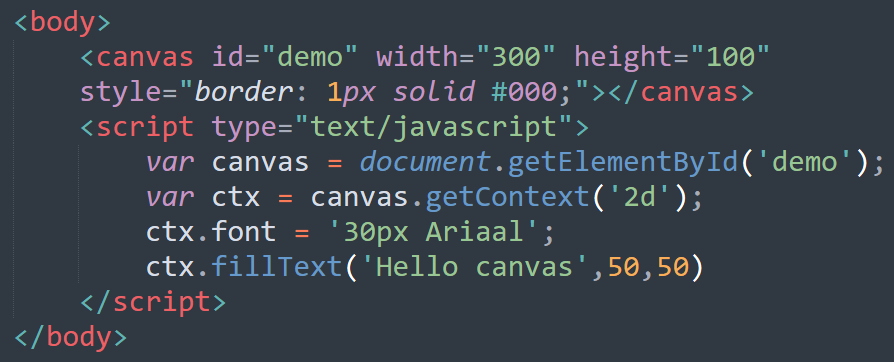 <body>
<canvas id="demo" width="300" height="100"
style="border: 1px solid #000;"></canvas>
<script type="text/javascript">
var canvas = document.getElementById('demo');
var ctx = canvas.getContext('2d');
ctx.font = '30px Ariaal';
ctx.fillText('Hello canvas',50,50)
</script>
</body>